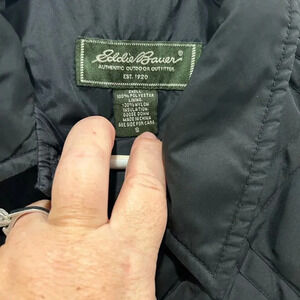 Eddie Bauer
AUTHENTIC OUTDOOR OUTFITTER
EST. 1920
SHELL:
100% POLYESTER
LINING:
100% NYLON
INSULATION:
GOOSE DOWN
MADE IN CHINA
SEE SIDE FOR CARE
S